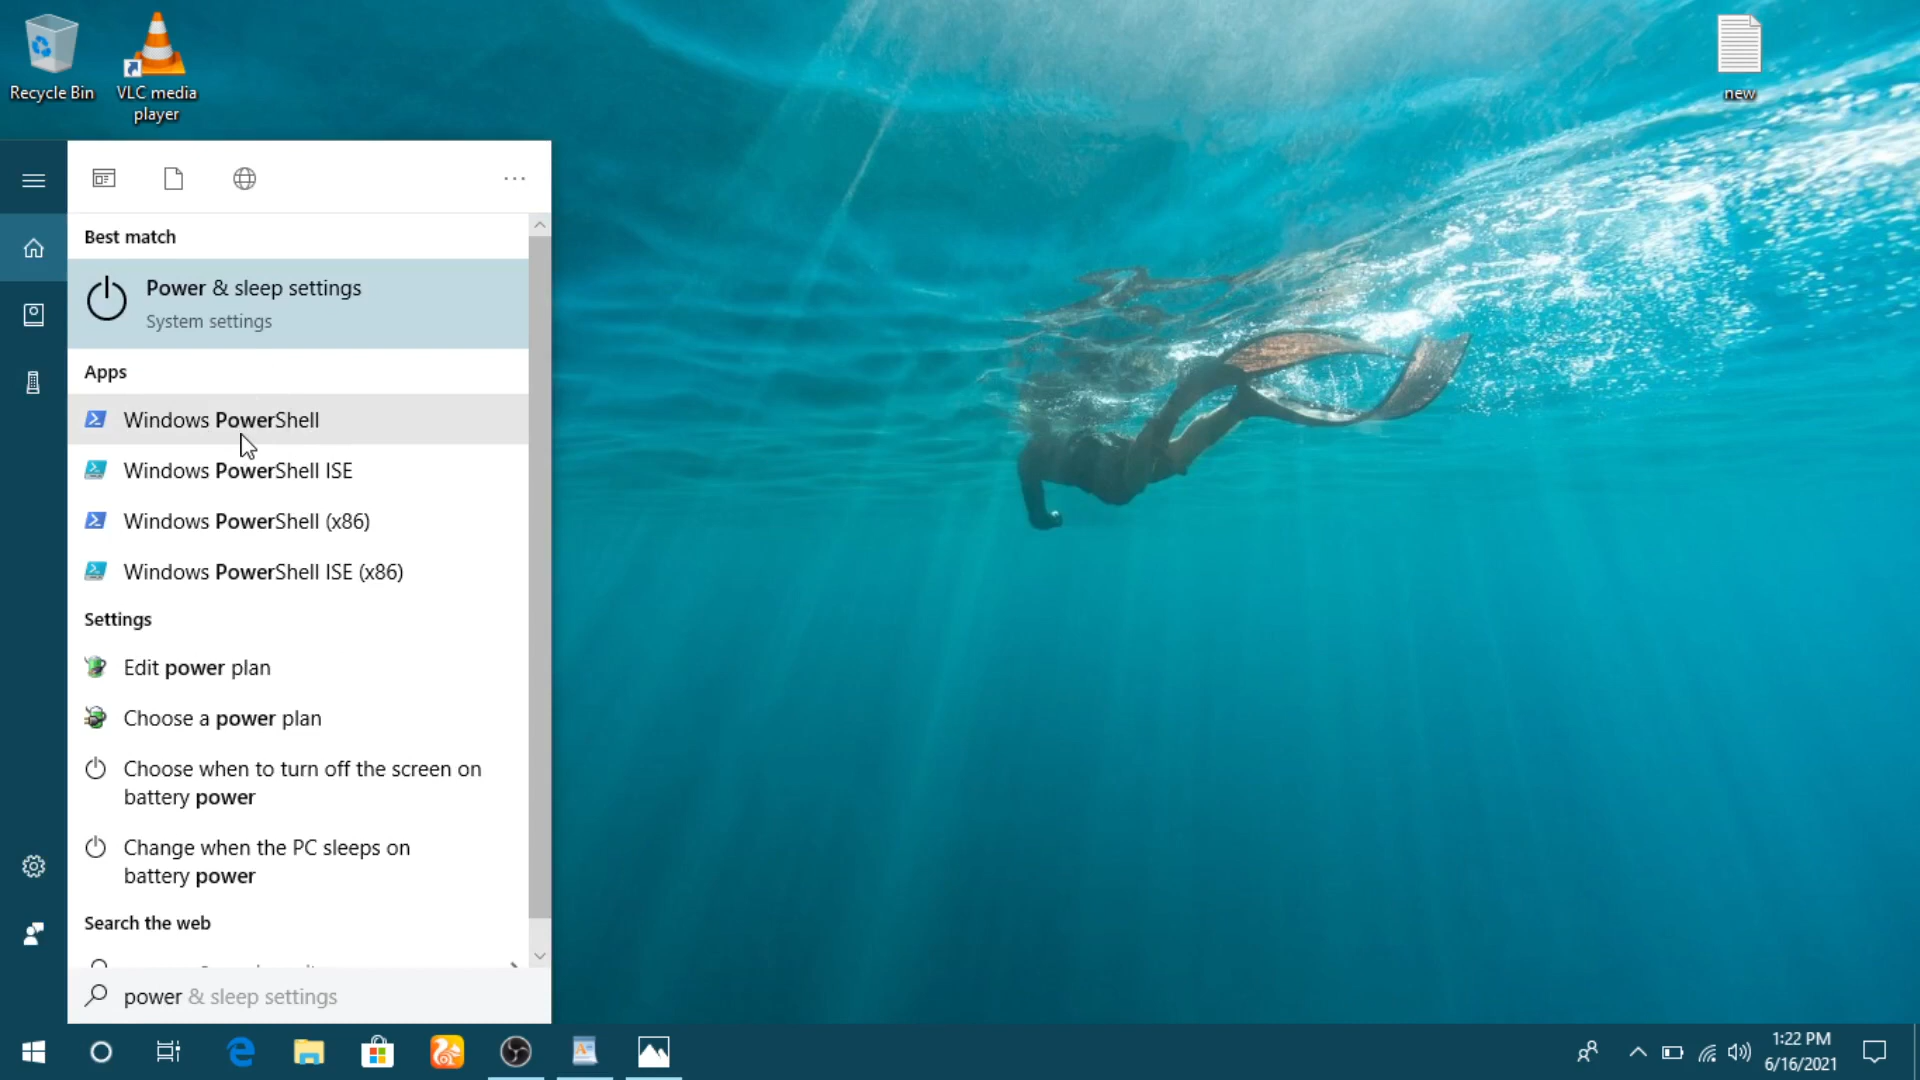 Recycle Bin
VLC media
player
new
Best match
Power & sleep settings
System settings
Apps
Windows PowerShell
Windows PowerShell ISE
Windows PowerShell (x86)
Windows PowerShell ISE (x86)
Settings
Edit power plan
Choose a power plan
Choose when to turn off the screen on
battery power
Change when the PC sleeps on
battery power
Search the web
power & sleep settings
1:22 PM
6/16/2021